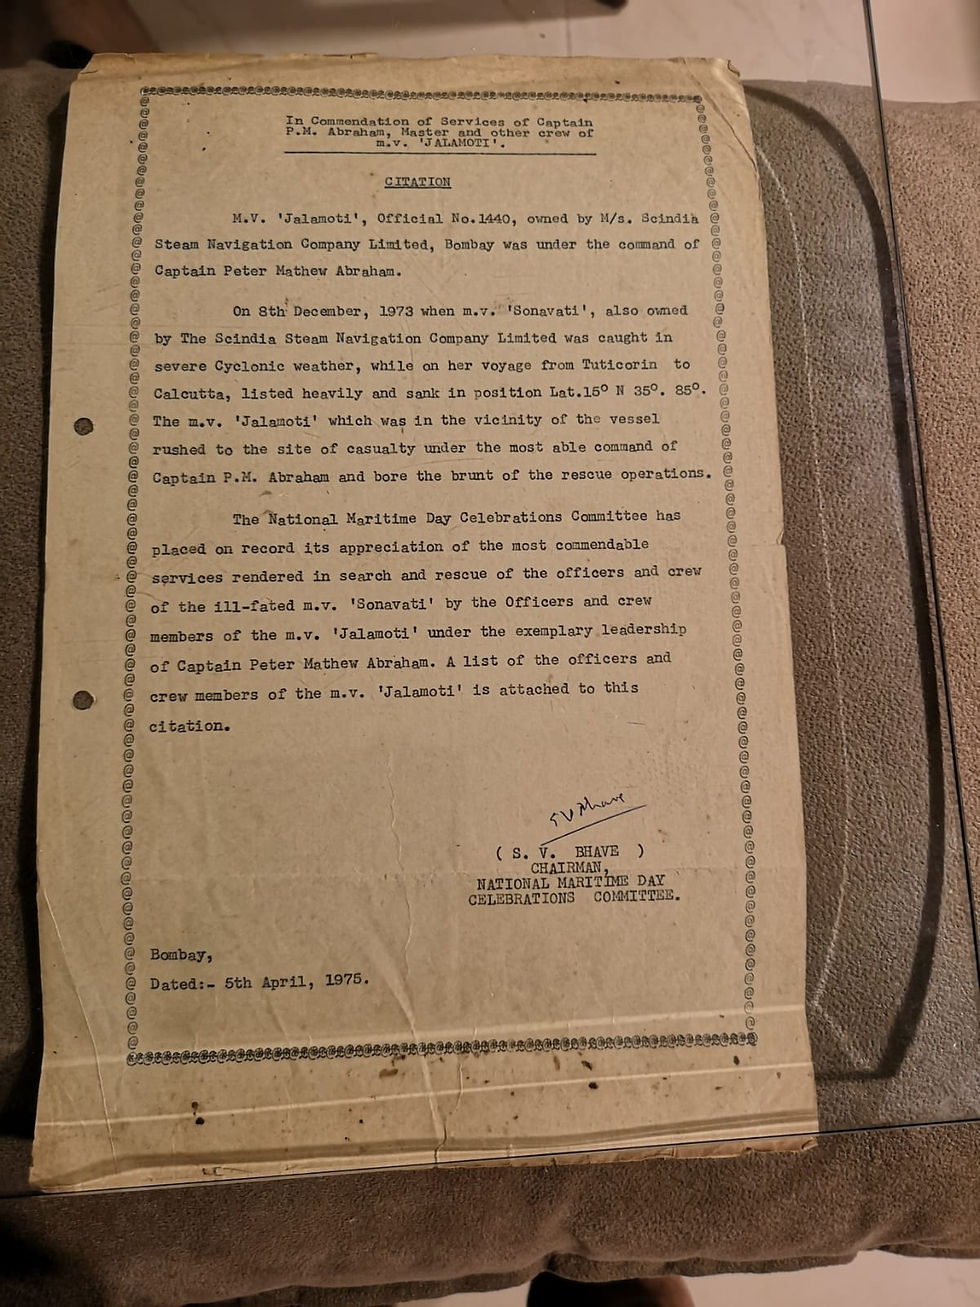 In Commendation of Services of Captain
P.M. Abraham, Master and other crew of
m.v. 'JALAMOTI'.
CITATION
M.V. 'Jalamoti', Official No.1440, owned by M/s. Scindia
Steam Navigation Company Limited, Bombay was under the command of
Captain Peter Mathew Abraham.
On 8th December, 1973 when m.v. 'Sonavati', also owned
by The Scindia Steam Navigation Company Limited was caught in
severe Cyclonic weather, while on her voyage from Tuticorin to
Calcutta, listed heavily and sank in position Lat.15° N 35°. 85°.
The m.v. 'Jalamoti' which was in the vicinity of the vessel
rushed to the site of casualty under the most able command of
Captain P.M. Abraham and bore the brunt of the rescue operations.
The National Maritime Day Celebrations Committee has
placed on record its appreciation of the most commendable
services rendered in search and rescue of the officers and crew
of the ill-fated m.v. 'Sonavati' by the Officers and crew
members of the m.v. 'Jalamoti' under the exemplary leadership
of Captain Peter Mathew Abraham. A list of the officers and
crew members of the m.v. 'Jalamoti' is attached to this
citation.
S V Bhave
( S. V. BHAVE )
CHAIRMAN,
NATIONAL MARITIME DAY
CELEBRATIONS COMMITTEE.
Bombay,
Dated:- 5th April, 1975.